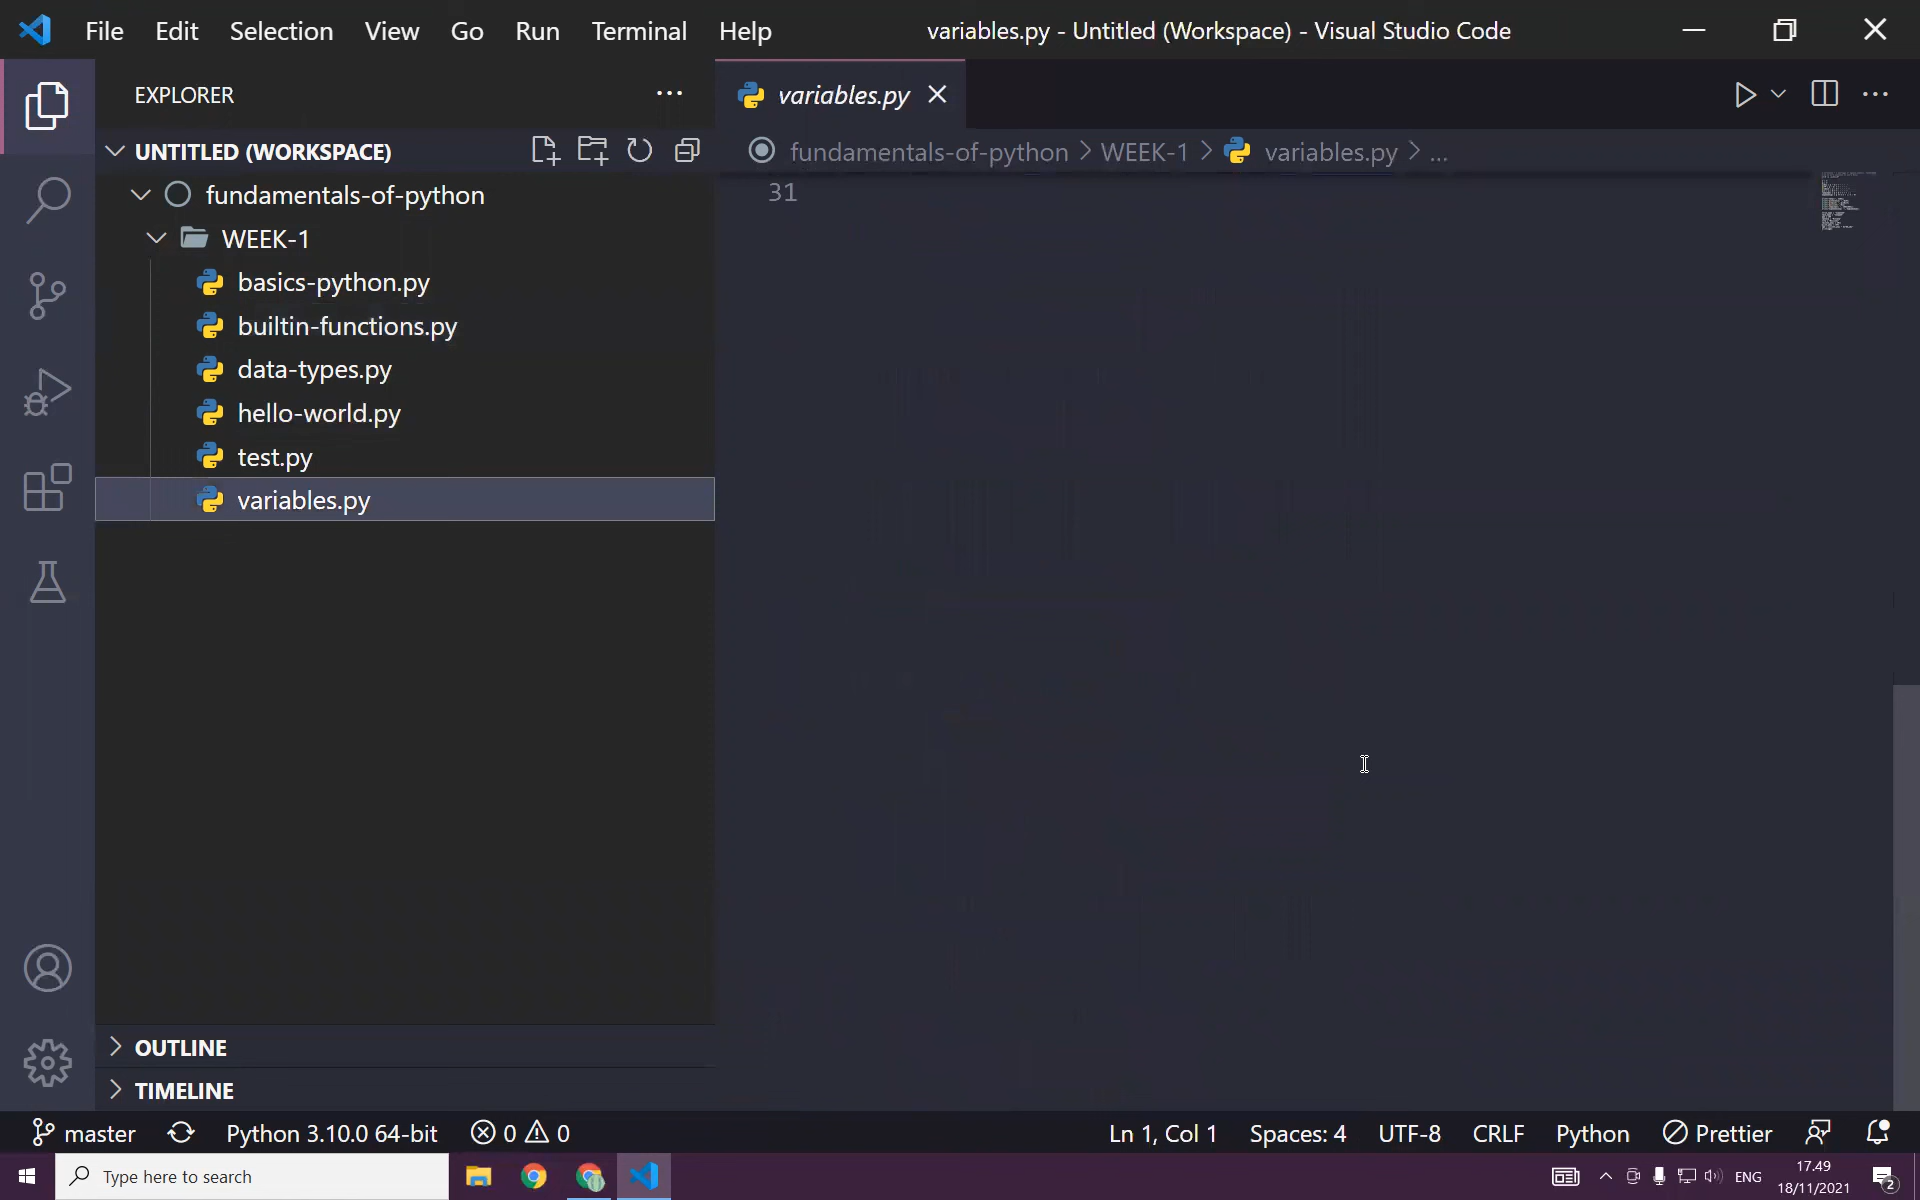 File Edit Selection View Go Run Terminal Help variables.py - Untitled (Workspace) - Visual Studio Code
EXPLORER
variables.py
UNTITLED (WORKSPACE)
fundamentals-of-python > WEEK-1 > variables.py > ...
fundamentals-of-python
31
WEEK-1
basics-python.py
builtin-functions.py
data-types.py
hello-world.py
test.py
variables.py
OUTLINE
TIMELINE
master Python 3.10.0 64-bit 0 0 Ln 1, Col 1 Spaces: 4 UTF-8 CRLF Python Prettier
Type here to search
ENG
17.49
18/11/2021
2